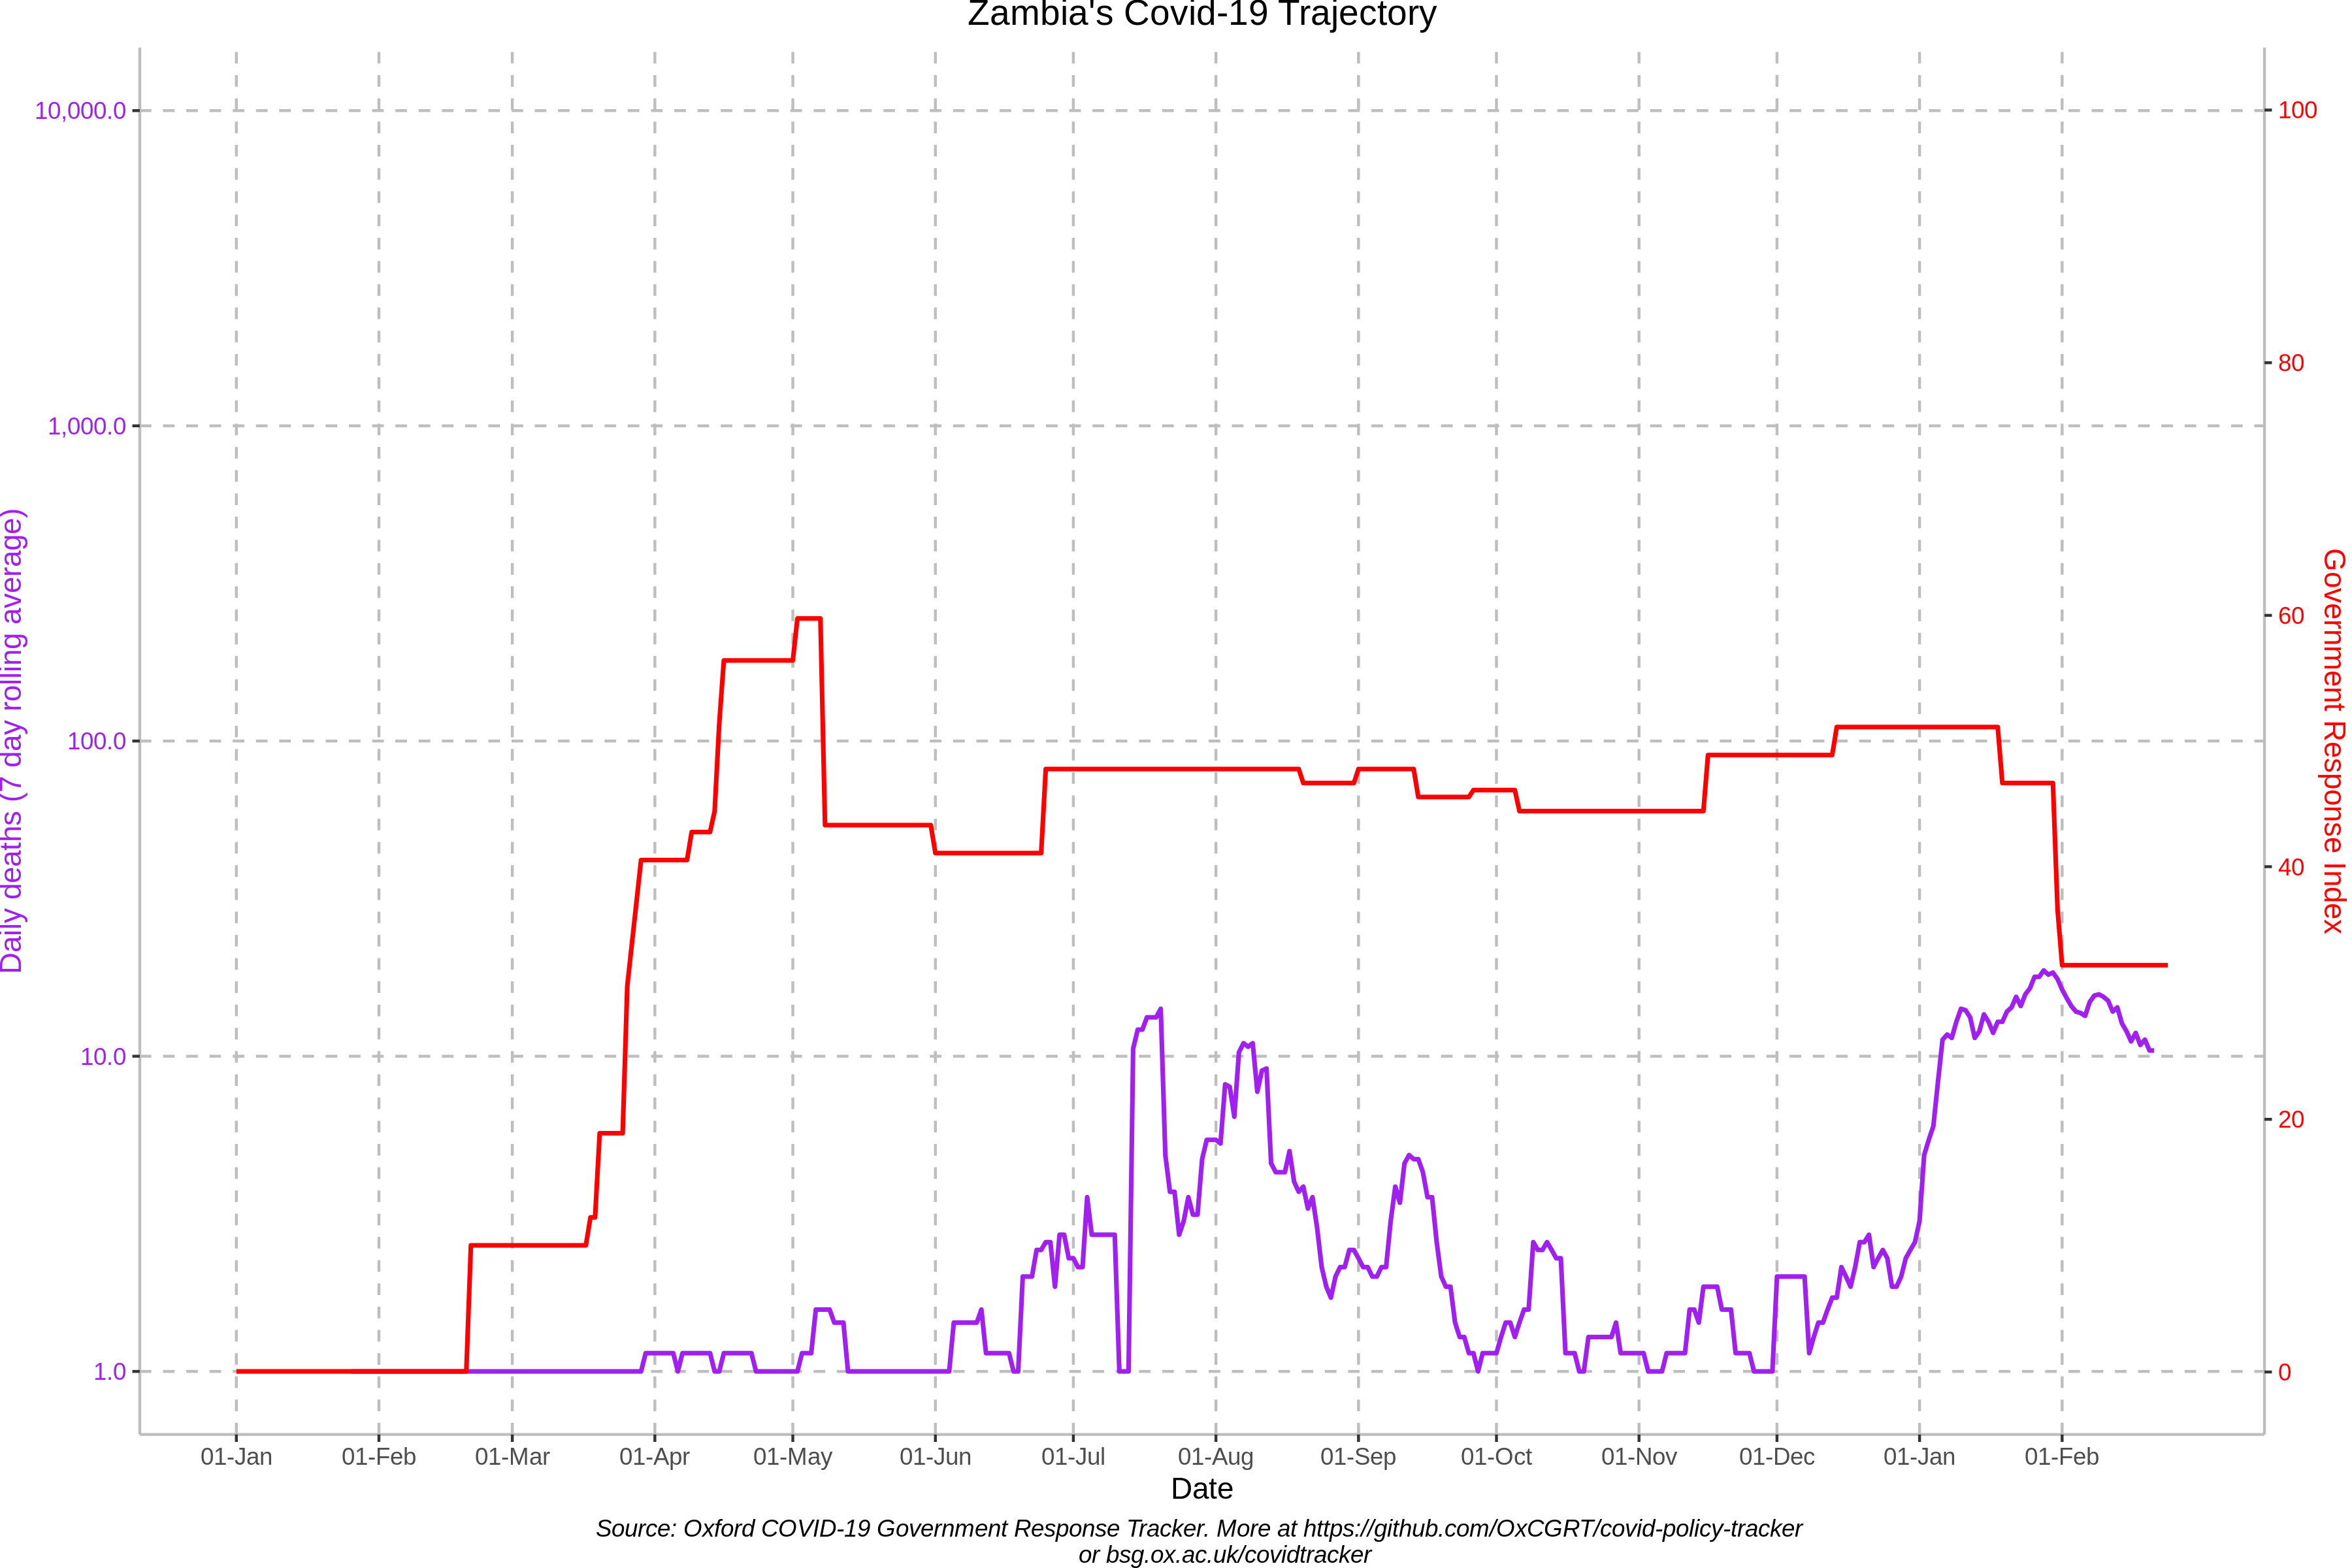 Zambia's Covid-19 Trajectory
10,000.0
1,000.0
100.0
10.0
1.0
Daily deaths (7 day rolling average)
100
80
60
40
20
0
Government Response Index
01-Jan 01-Feb 01-Mar 01-Apr 01-May 01-Jun 01-Jul 01-Aug 01-Sep 01-Oct 01-Nov 01-Dec 01-Jan 01-Feb
Date
Source: Oxford COVID-19 Government Response Tracker. More at https://github.com/OxCGRT/covid-policy-tracker
or bsg.ox.ac.uk/covidtracker